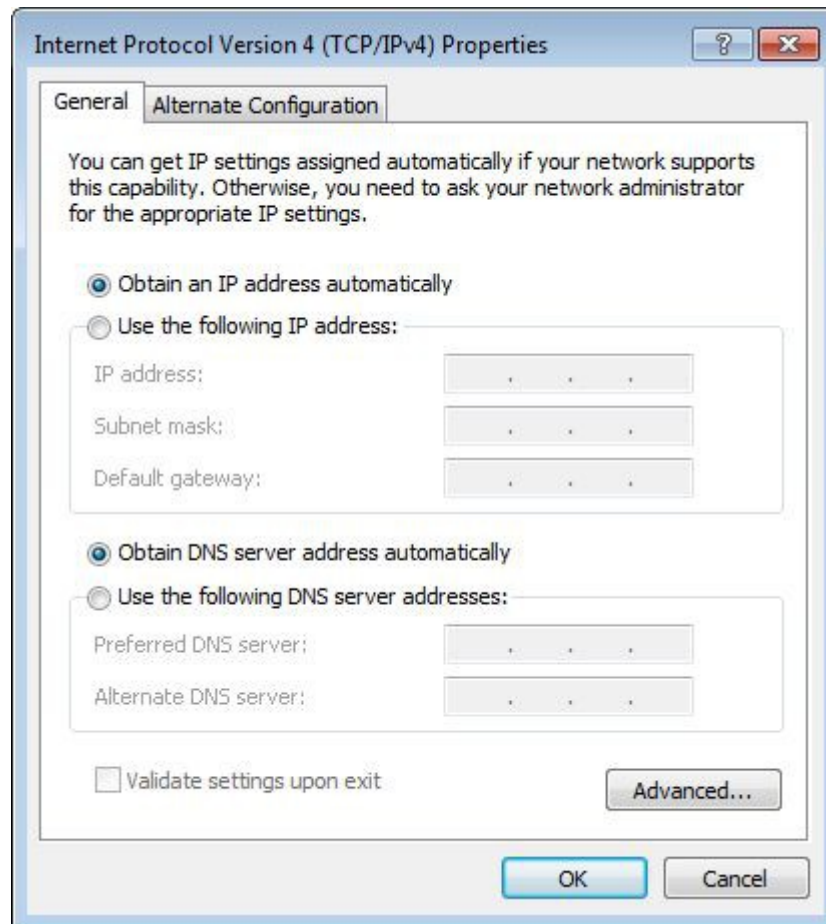 Internet Protocol Version 4 (TCP/IPv4) Properties
General
Alternate Configuration
You can get IP settings assigned automatically if your network supports
this capability. Otherwise, you need to ask your network administrator
for the appropriate IP settings.
Obtain an IP address automatically
Use the following IP address:
IP address: . . .
Subnet mask: . . .
Default gateway: . . .
Obtain DNS server address automatically
Use the following DNS server addresses:
Preferred DNS server: . . .
Alternate DNS server: . . .
Validate settings upon exit
Advanced...
OK
Cancel